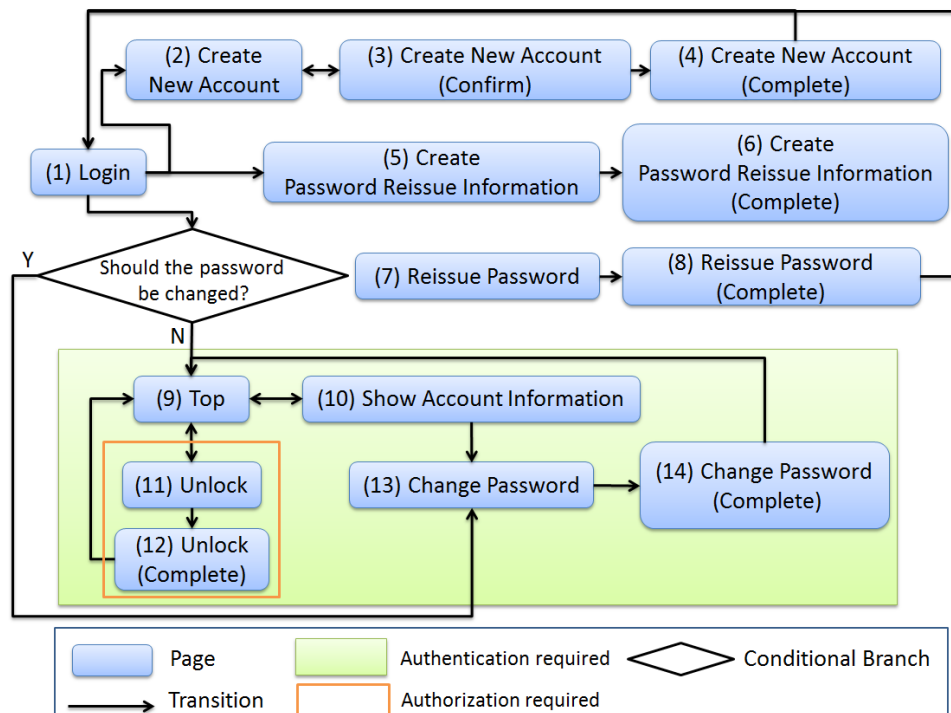 (2) Create
New Account
(3) Create New Account
(Confirm)
(4) Create New Account
(Complete)
(1) Login
(5) Create
Password Reissue Information
(6) Create
Password Reissue Information
(Complete)
Y
Should the password
be changed?
(7) Reissue Password
(8) Reissue Password
(Complete)
N
(9) Top
(10) Show Account Information
(11) Unlock
(13) Change Password
(14) Change Password
(Complete)
(12) Unlock
(Complete)
Page
Authentication required
Conditional Branch
Transition
Authorization required